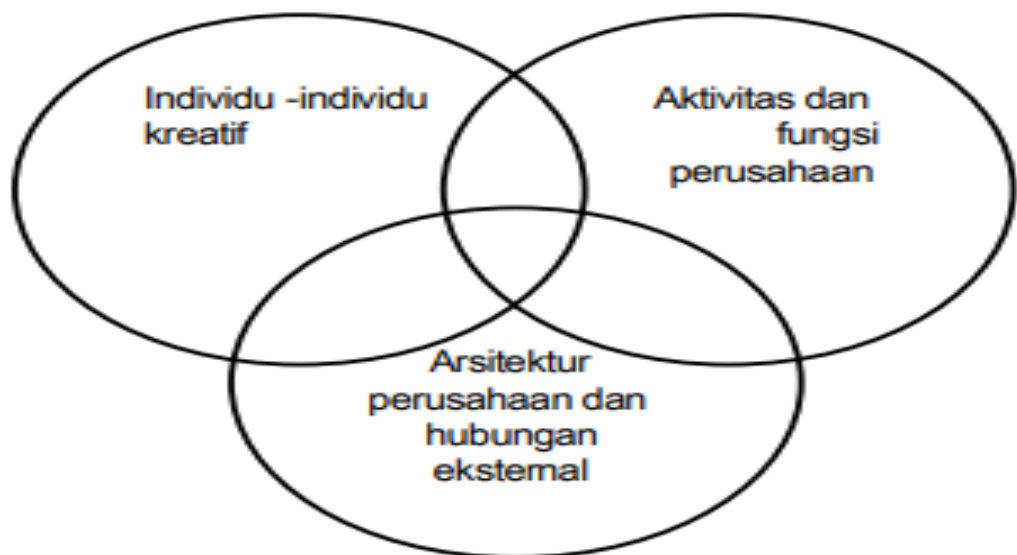 Individu -individu
kreatif
Aktivitas dan
fungsi
perusahaan
Arsitektur
perusahaan dan
hubungan
eksternal